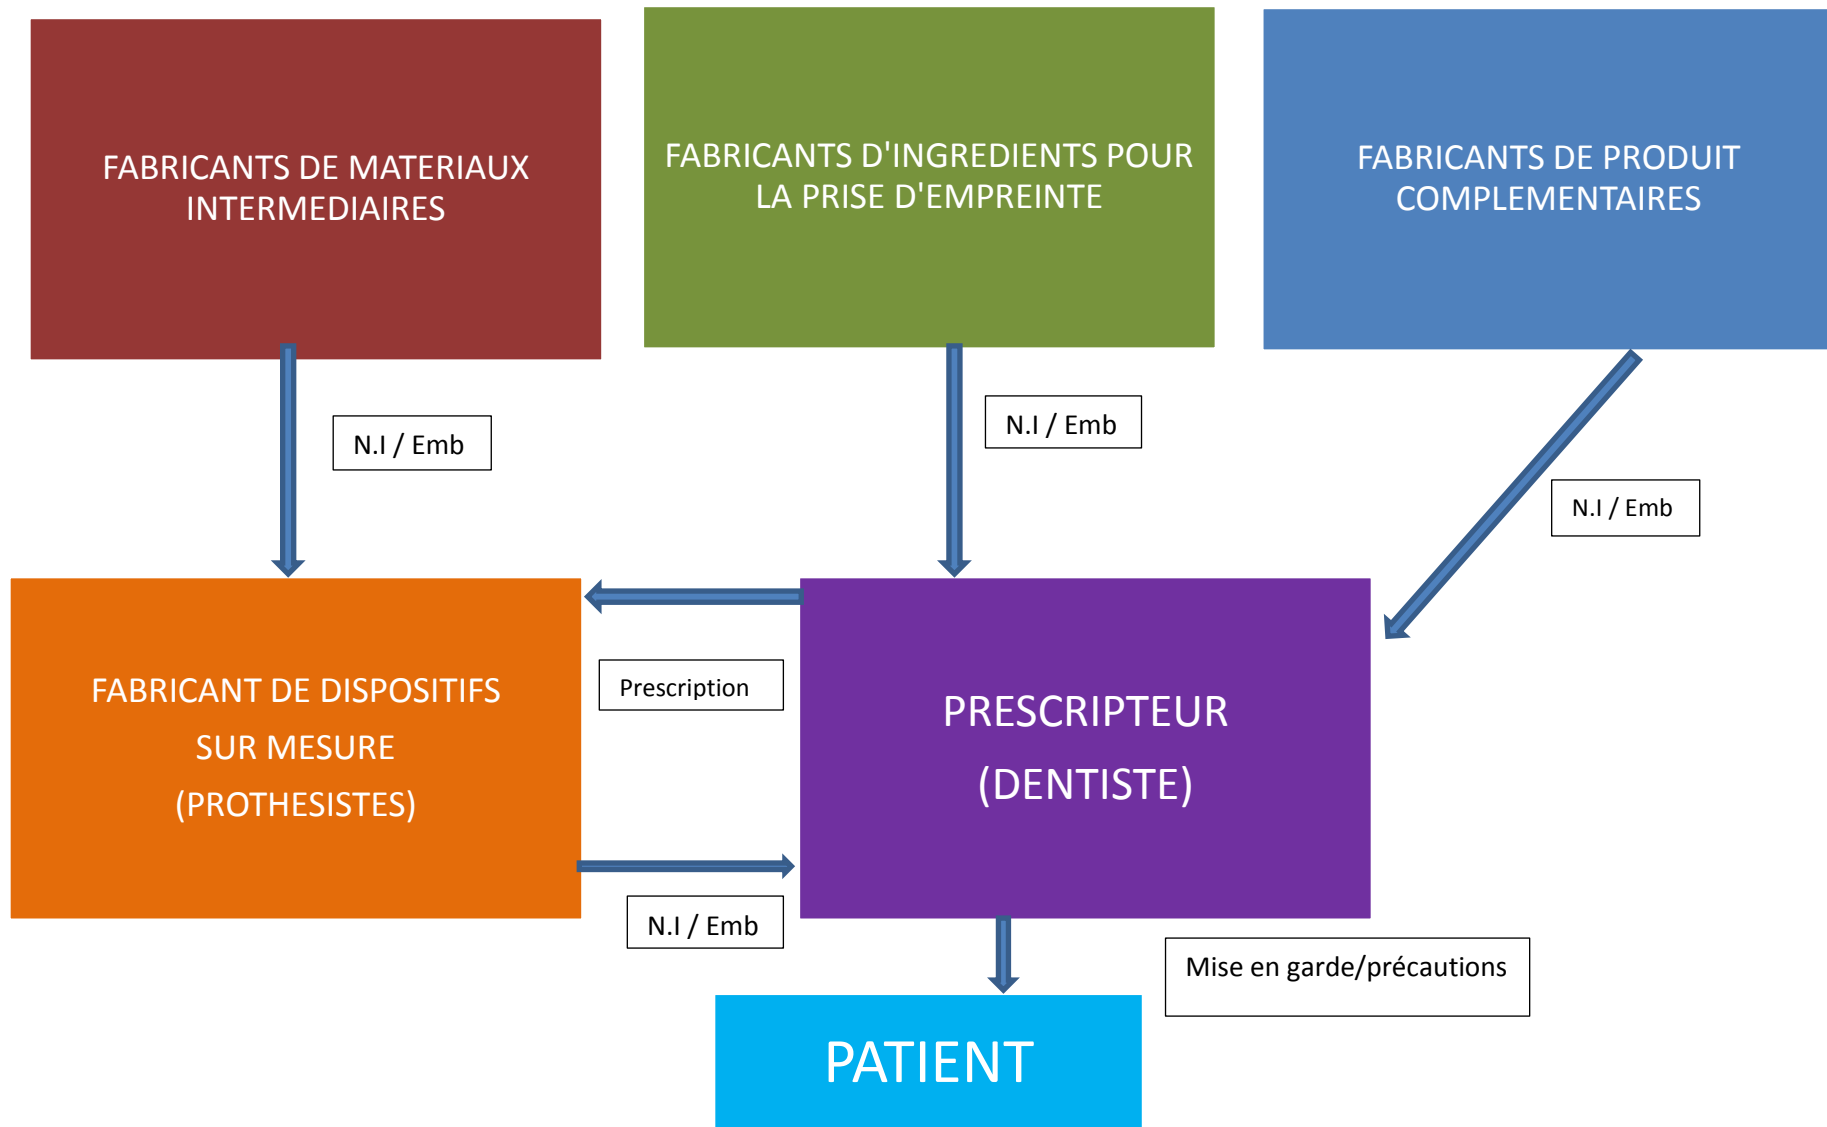 FABRICANTS DE MATERIAUX
INTERMEDIAIRES
FABRICANTS D'INGREDIENTS POUR
LA PRISE D'EMPREINTE
FABRICANTS DE PRODUIT
COMPLEMENTAIRES
N.I / Emb
N.I / Emb
N.I / Emb
FABRICANT DE DISPOSITIFS
SUR MESURE
(PROTHESISTES)
Prescription
PRESCRIPTEUR
(DENTISTE)
N.I / Emb
Mise en garde/précautions
PATIENT